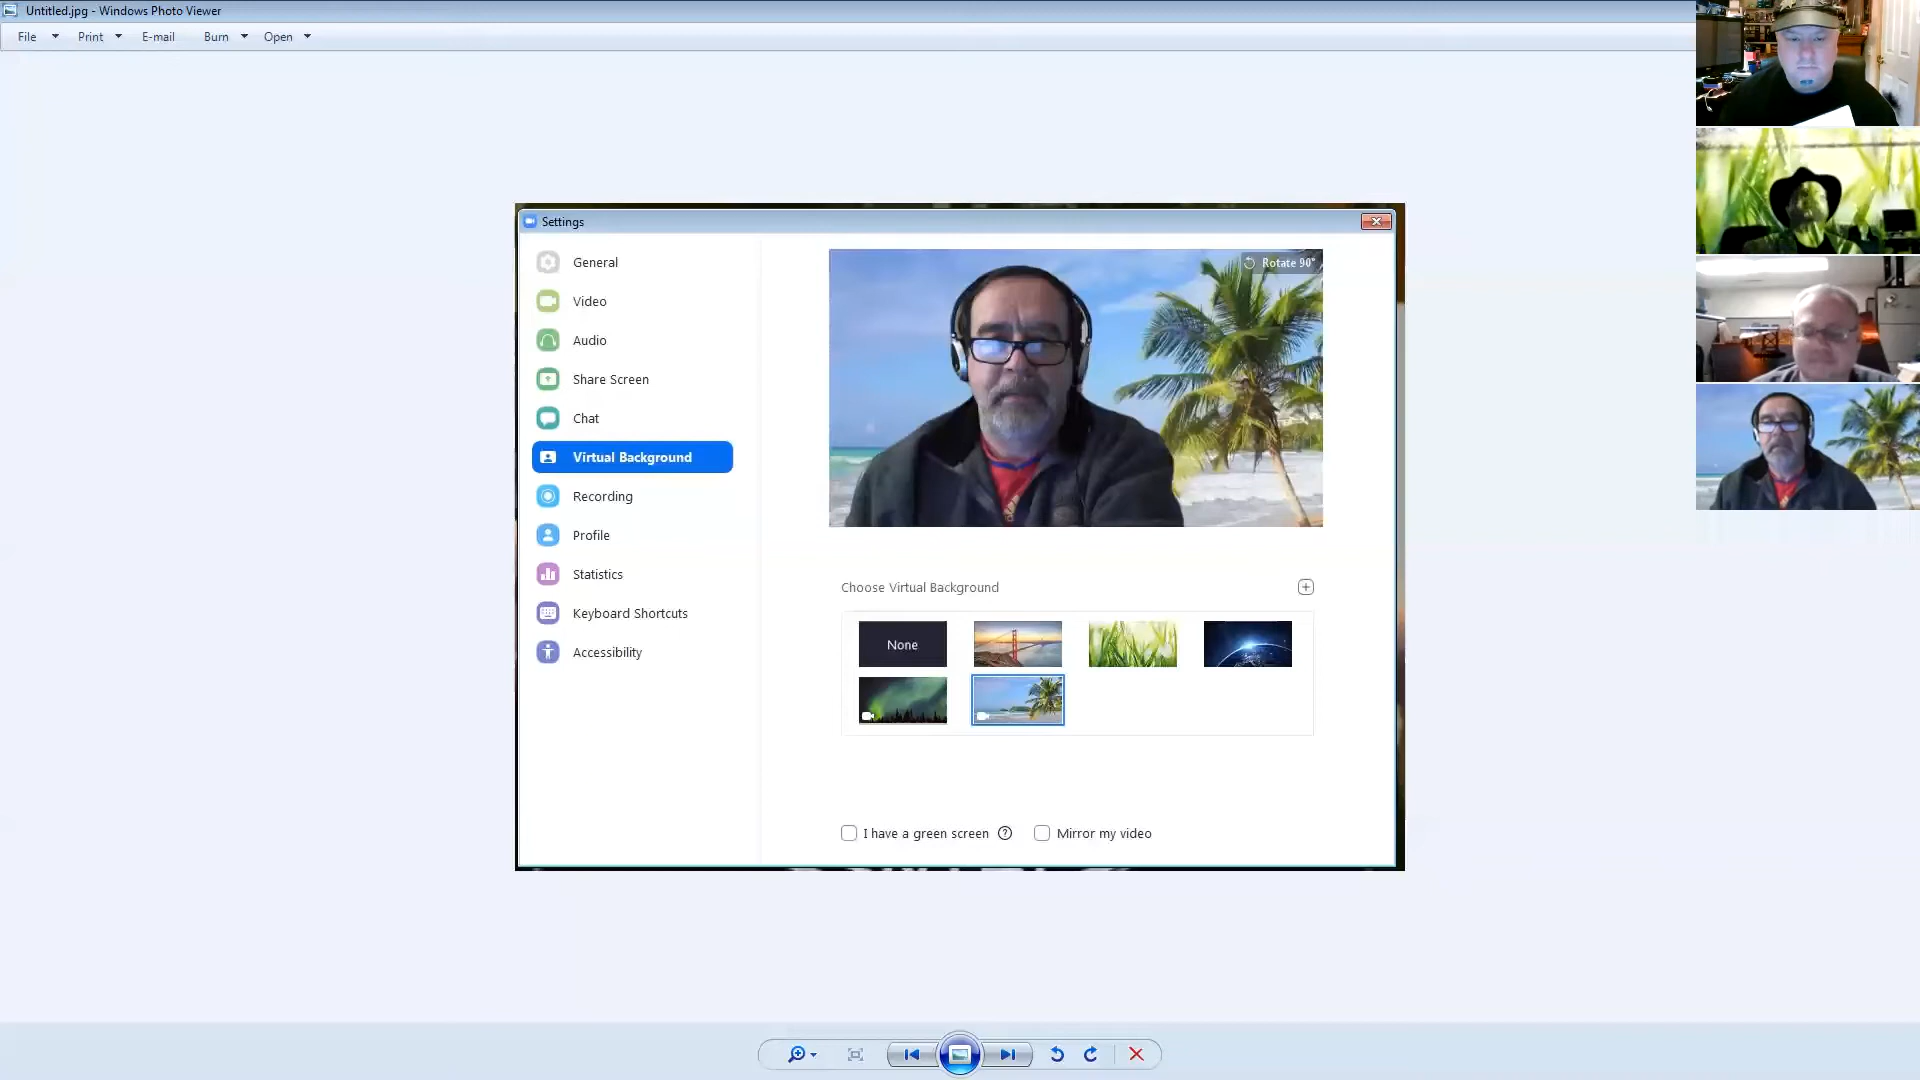 Untitled.jpg - Windows Photo Viewer
File Print E-mail Burn Open
Settings
General
Video
Audio
Share Screen
Chat
Virtual Background
Recording
Profile
Statistics
Keyboard Shortcuts
Accessibility
Rotate 90°
Choose Virtual Background
None
I have a green screen
Mirror my video